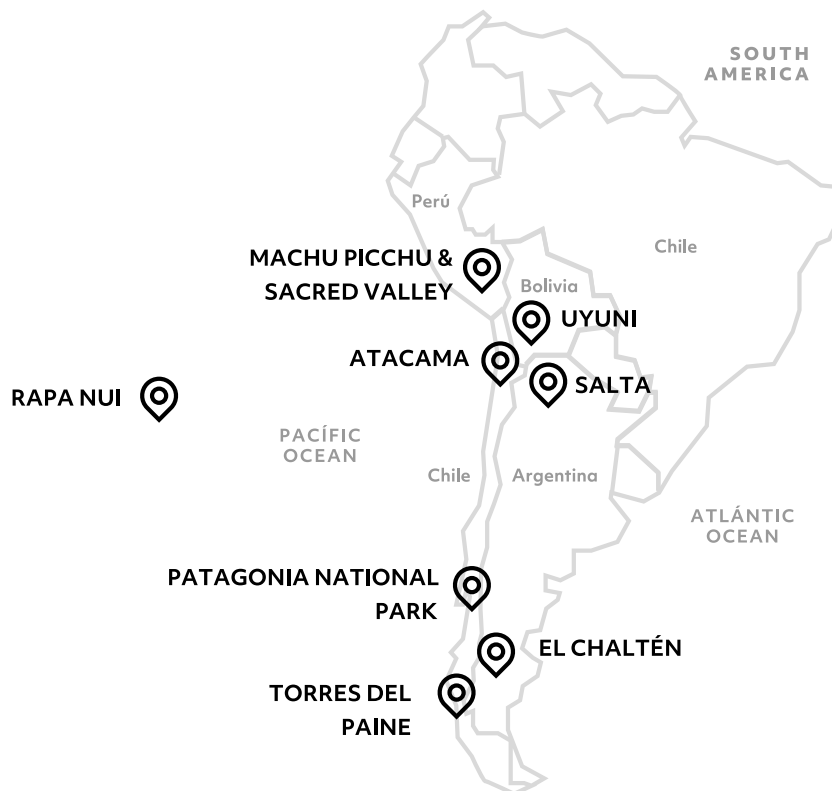 SOUTH
AMERICA
Perú
MACHU PICCHU &
SACRED VALLEY
Chile
Bolivia
UYUNI
ATACAMA
SALTA
RAPA NUI
PACÍFIC
OCEAN
Chile
Argentina
ATLÁNTIC
OCEAN
PATAGONIA NATIONAL
PARK
EL CHALTÉN
TORRES DEL
PAINE